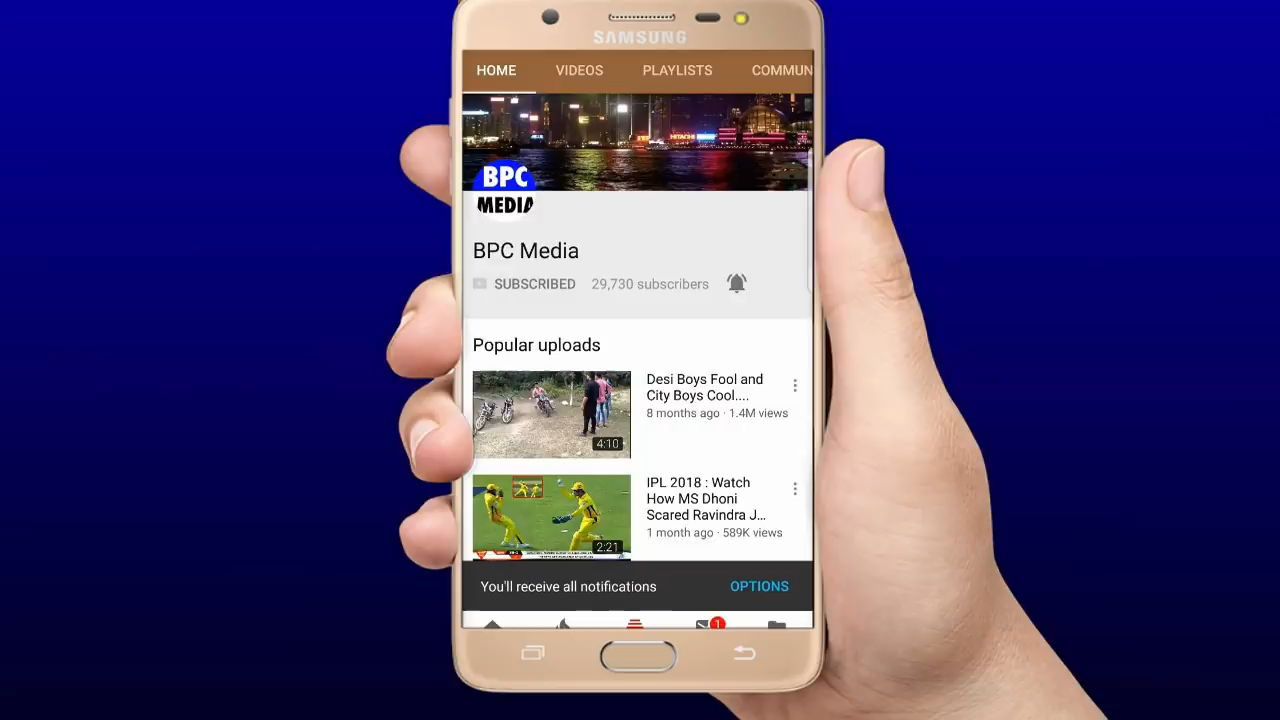 SAMSUNG
HOME VIDEOS PLAYLISTS COMMUN
HITACHI
BPC
MEDIA
BPC Media
SUBSCRIBED 29,730 subscribers
Popular uploads
Desi Boys Fool and
City Boys Cool....
8 months ago · 1.4M views
4:10
IPL 2018 : Watch
How MS Dhoni
Scared Ravindra J...
1 month ago · 589K views
2:21
You'll receive all notifications OPTIONS
1